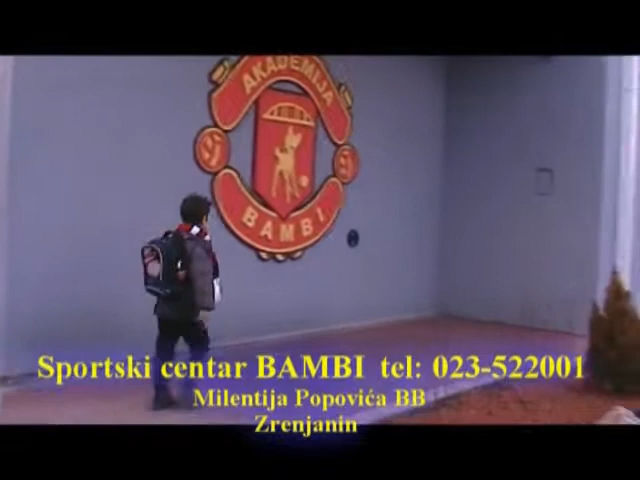 AKADEMIJA
BAMBI
Sportski centar BAMBI tel: 023-522001
Milentija Popovića BB
Zrenjanin